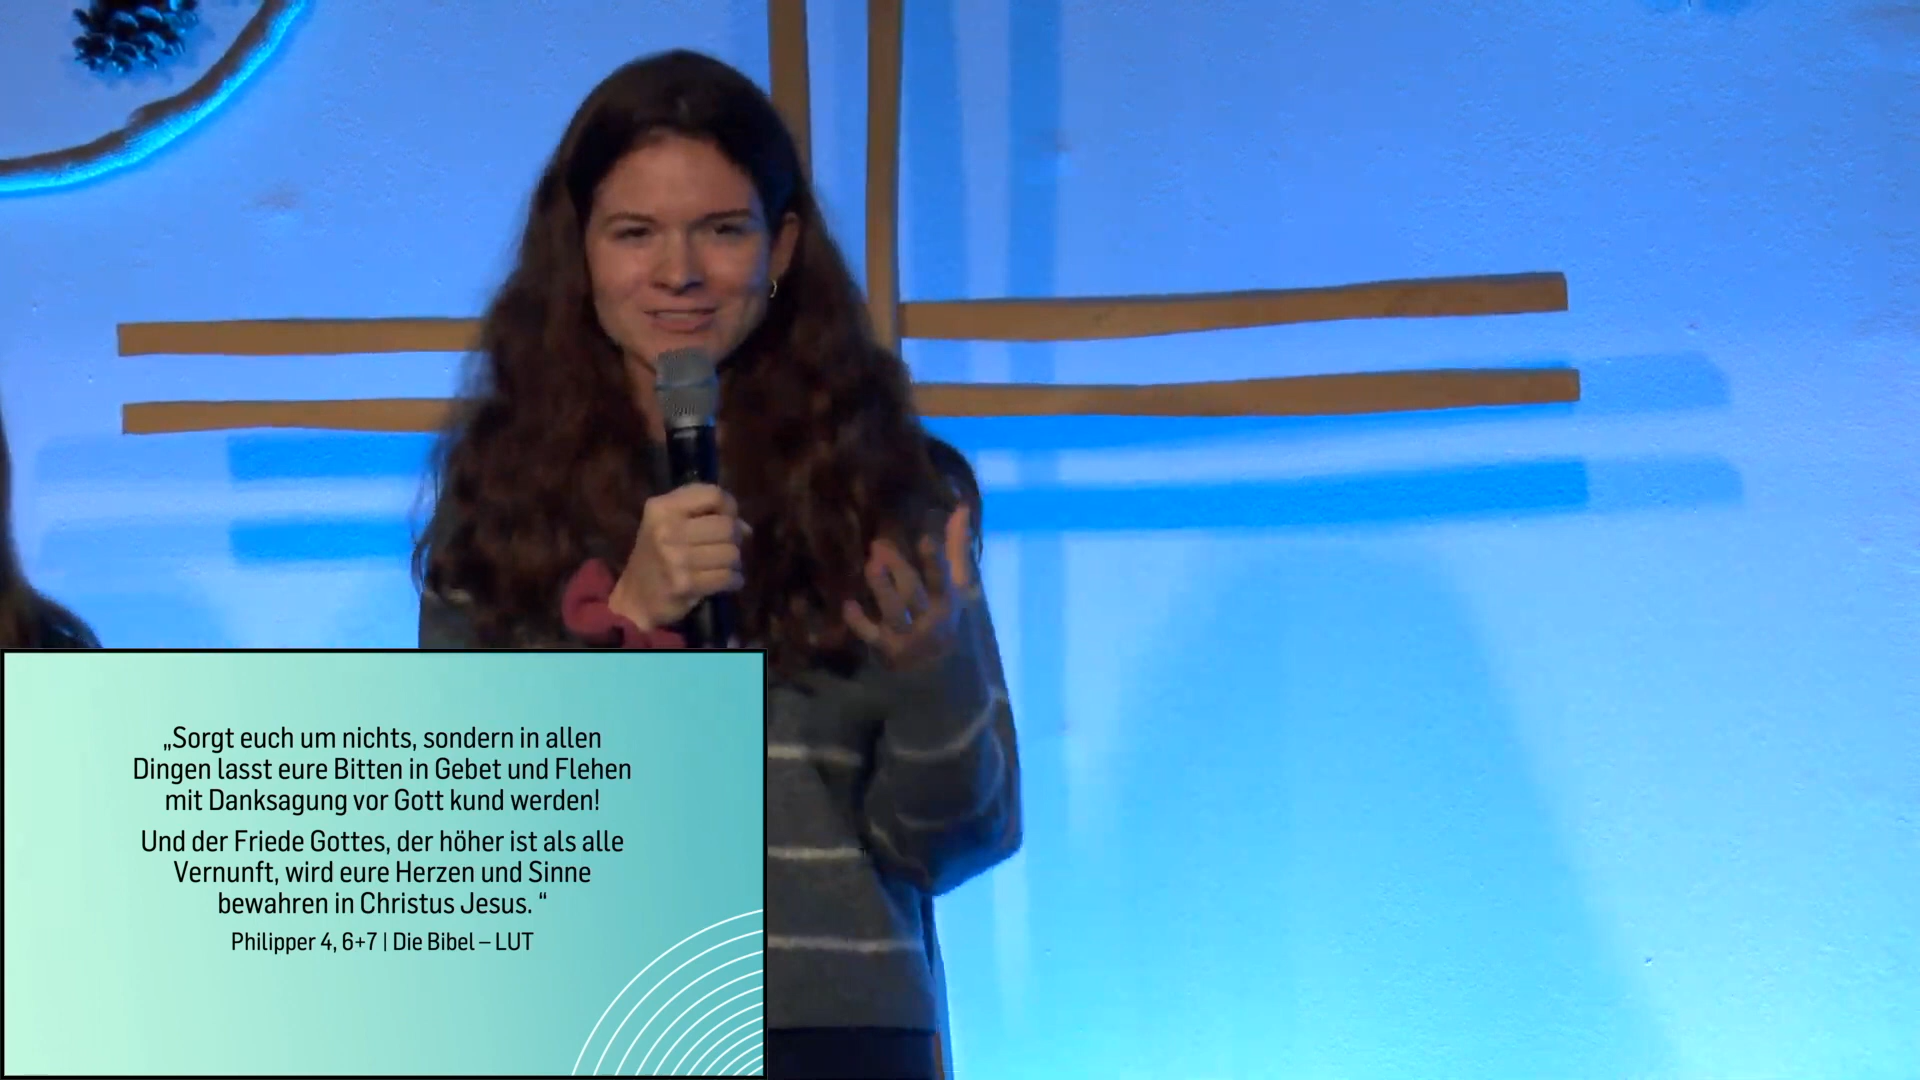 „Sorgt euch um nichts, sondern in allen
Dingen lasst eure Bitten in Gebet und Flehen
mit Danksagung vor Gott kund werden!
Und der Friede Gottes, der höher ist als alle
Vernunft, wird eure Herzen und Sinne
bewahren in Christus Jesus. “
Philipper 4, 6+7 | Die Bibel – LUT